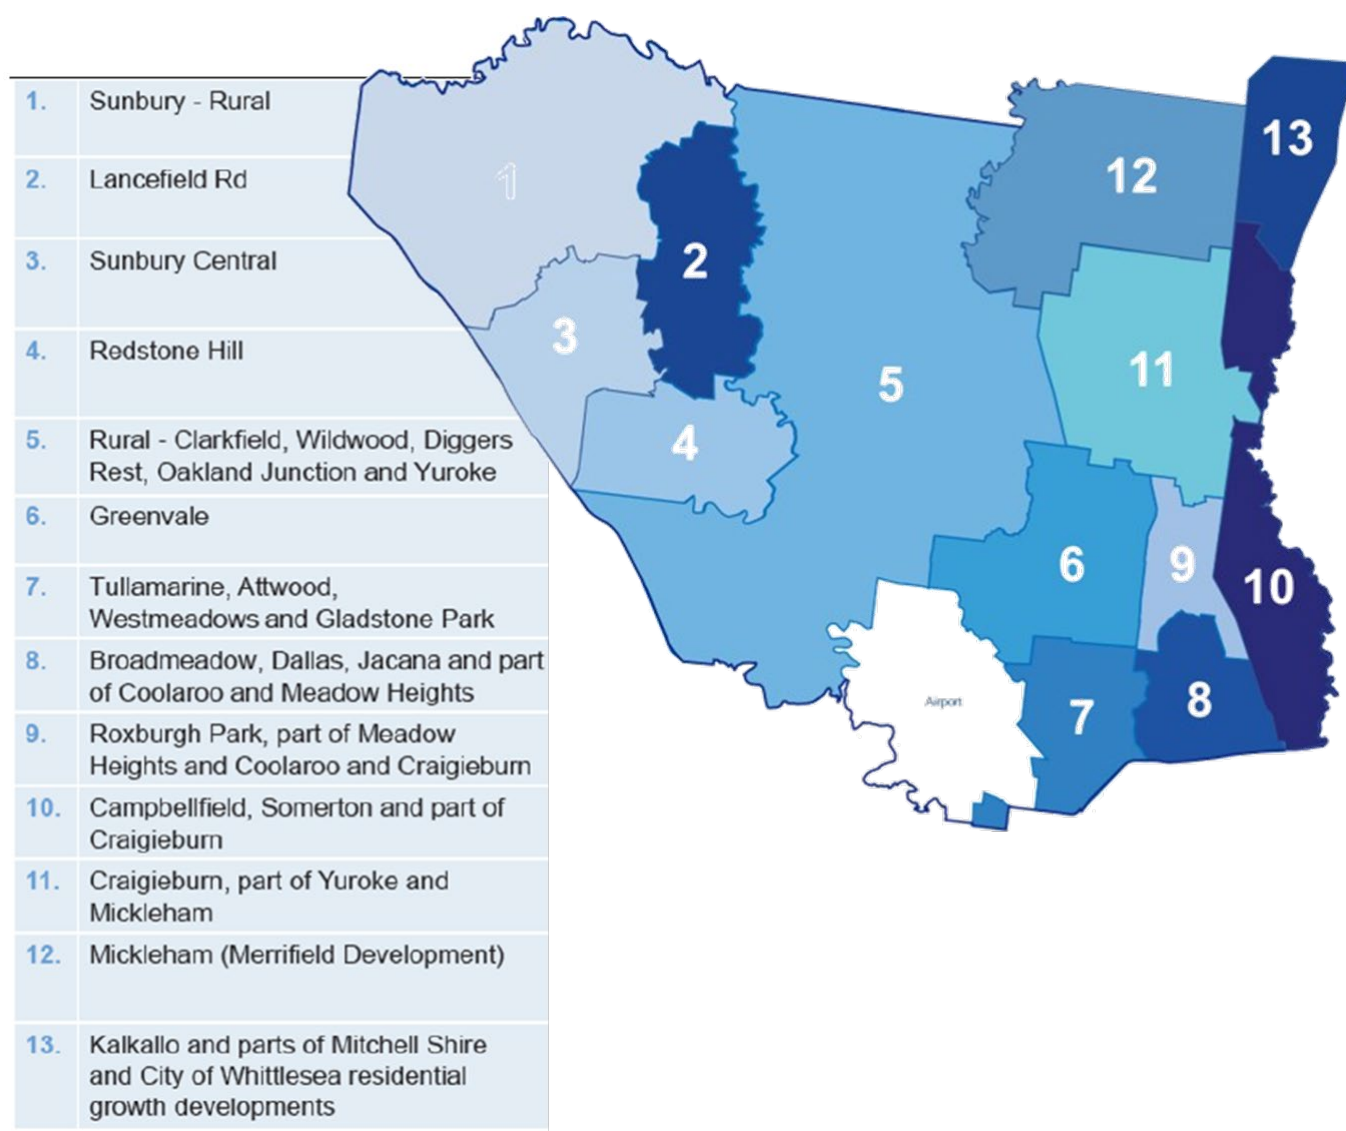 1. Sunbury - Rural
2. Lancefield Rd
3. Sunbury Central
4. Redstone Hill
5. Rural - Clarkfield, Wildwood, Diggers
Rest, Oakland Junction and Yuroke
6. Greenvale
7. Tullamarine, Attwood,
Westmeadows and Gladstone Park
8. Broadmeadow, Dallas, Jacana and part
of Coolaroo and Meadow Heights
9. Roxburgh Park, part of Meadow
Heights and Coolaroo and Craigieburn
10. Campbellfield, Somerton and part of
Craigieburn
11. Craigieburn, part of Yuroke and
Mickleham
12. Mickleham (Merrifield Development)
13. Kalkallo and parts of Mitchell Shire
and City of Whittlesea residential
growth developments
13
12
1
2
3
11
5
4
6
9
10
Airport
7
8